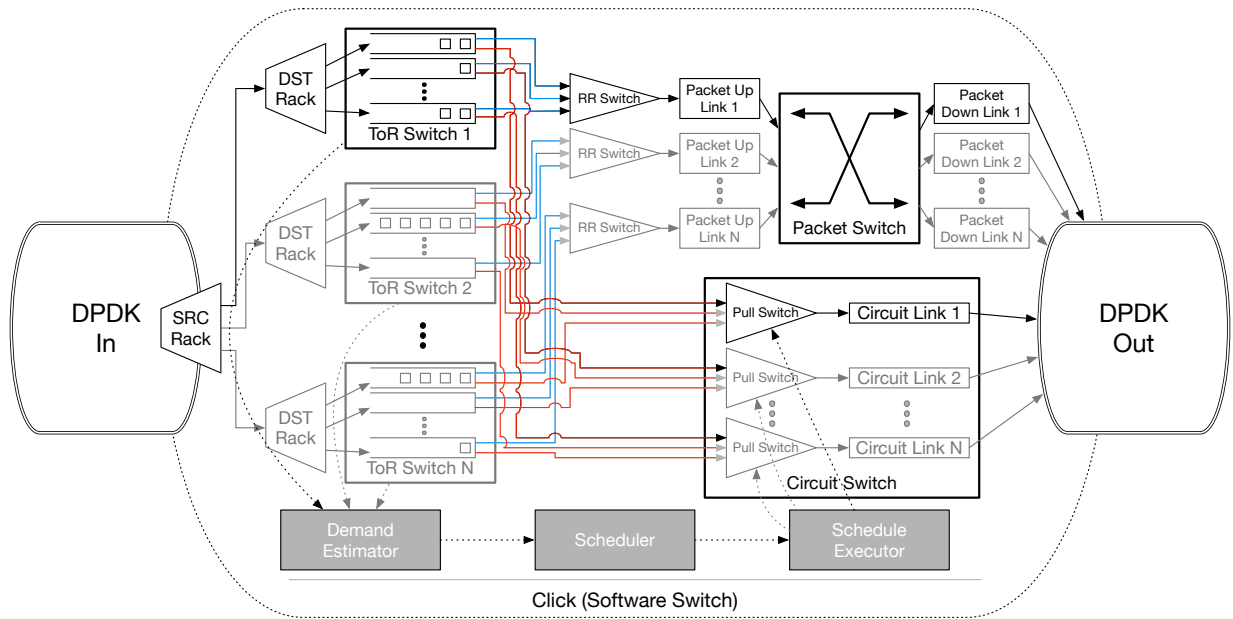 DPDK
In
SRC
Rack
DST
Rack
ToR Switch 1
DST
Rack
ToR Switch 2
DST
Rack
ToR Switch N
RR Switch
RR Switch
RR Switch
Packet Up
Link 1
Packet Up
Link 2
Packet Up
Link N
Packet Switch
Packet
Down Link 1
Packet
Down Link 2
Packet
Down Link N
Pull Switch
Circuit Link 1
Pull Switch
Circuit Link 2
Pull Switch
Circuit Link N
Circuit Switch
DPDK
Out
Demand
Estimator
Scheduler
Schedule
Executor
Click (Software Switch)